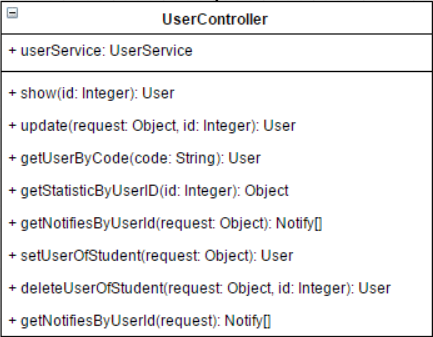 UserController
+ userService: UserService
+ show(id: Integer): User
+ update(request: Object, id: Integer): User
+ getUserByCode(code: String): User
+ getStatisticByUserID(id: Integer): Object
+ getNotifiesByUserId(request: Object): Notify[]
+ setUserOfStudent(request: Object): User
+ deleteUserOfStudent(request: Object, id: Integer): User
+ getNotifiesByUserId(request): Notify[]